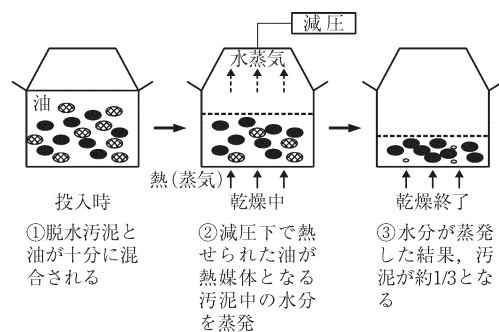 減圧
水蒸気
油
熱(蒸気)
投入時
乾燥中
乾燥終了
①脱水汚泥と
油が十分に混
合される
②減圧下で熱
せられた油が
熱媒体となる
汚泥中の水分
を蒸発
③水分が蒸発
した結果，汚
泥が約1/3とな
る